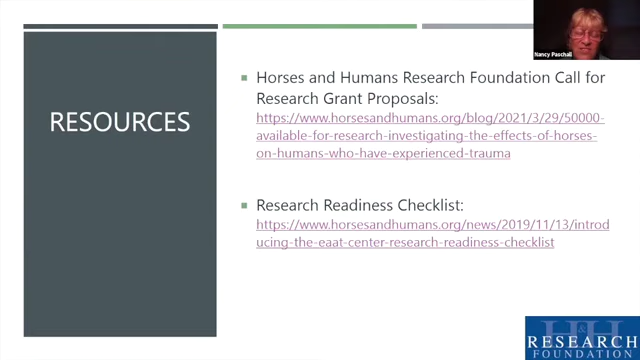 Nancy Paschall
RESOURCES
Horses and Humans Research Foundation Call for
Research Grant Proposals:
https://www.horsesandhumans.org/blog/2021/3/29/50000-
available-for-research-investigating-the-effects-of-horses-
on-humans-who-have-experienced-trauma
Research Readiness Checklist:
https://www.horsesandhumans.org/news/2019/11/13/introd
ucing-the-eaat-center-research-readiness-checklist
H&H
RESEARCH
FOUNDATION